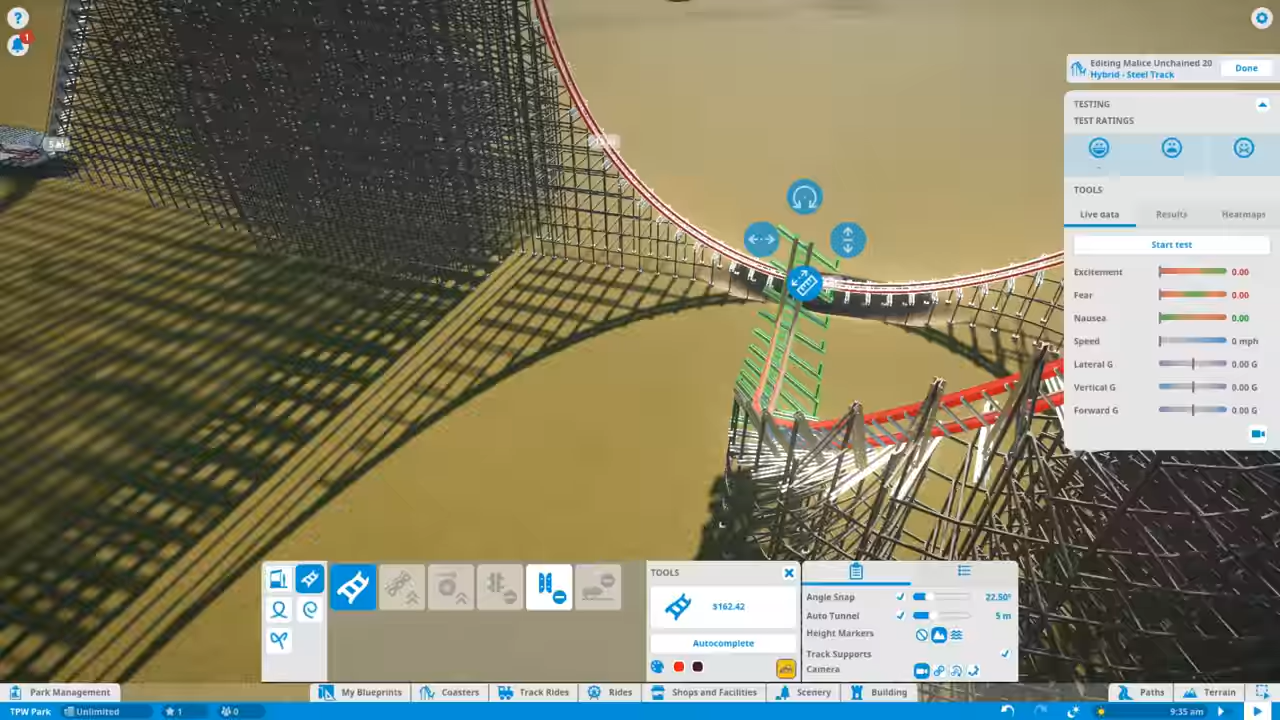 ?
1
Editing Malice Unchained 20
Hybrid - Steel Track
Done
TESTING
TEST RATINGS
-
TOOLS
Live data
Results
Heatmaps
Start test
Excitement 0.00
Fear 0.00
Nausea 0.00
Speed 0 mph
Lateral G 0.00 G
Vertical G 0.00 G
Forward G 0.00 G
TOOLS
$162.42
Autocomplete
Angle Snap 22.50°
Auto Tunnel 5 m
Height Markers
Track Supports
Camera
Park Management
My Blueprints
Coasters
Track Rides
Rides
Shops and Facilities
Scenery
Building
Paths
Terrain
TPW Park
Unlimited
1
0
9:35 am